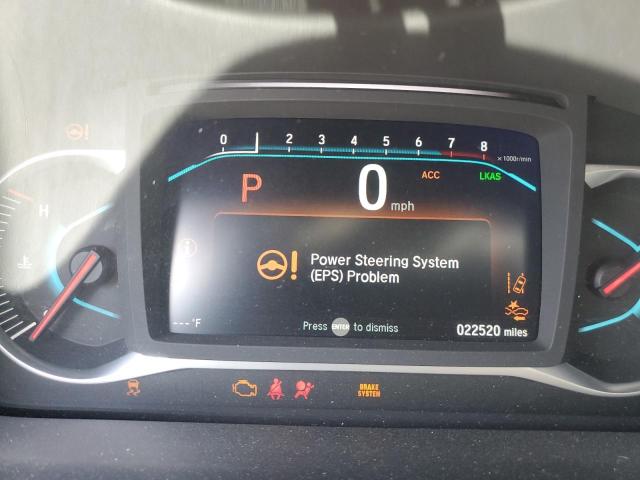 0 2 3 4 5 6 7 8
×1000r/min
P 0 mph
ACC LKAS
H
Power Steering System
(EPS) Problem
---°F
Press ENTER to dismiss
022520 miles
BRAKE
SYSTEM